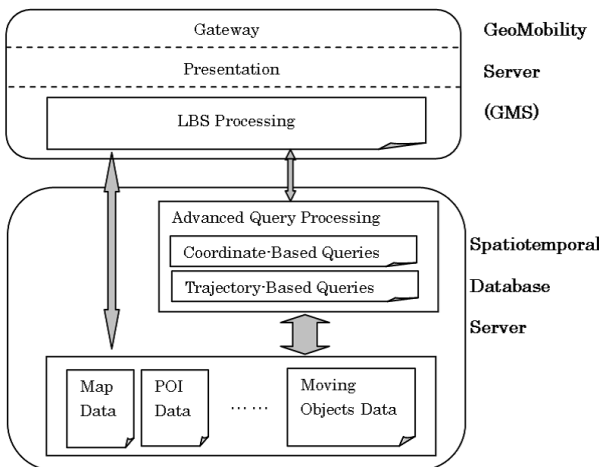 Gateway
Presentation
LBS Processing
GeoMobility
Server
(GMS)
Advanced Query Processing
Coordinate-Based Queries
Trajectory-Based Queries
Spatiotemporal
Database
Server
Map
Data
POI
Data
……
Moving
Objects Data